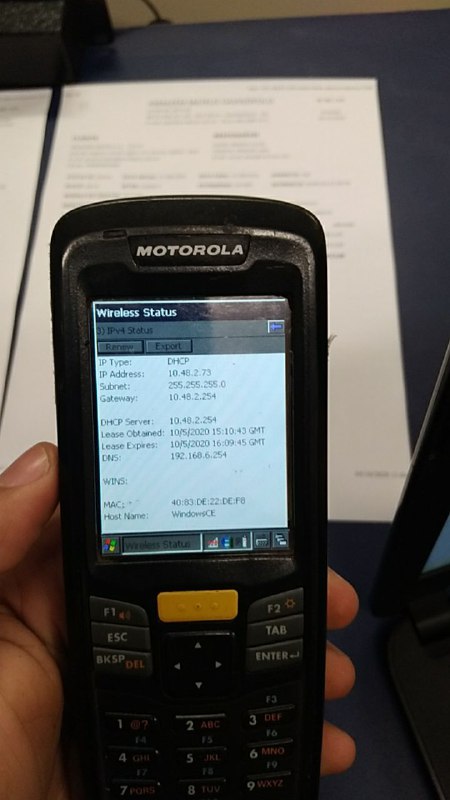 MOTOROLA
Wireless Status
3) IPv4 Status
Renew Export
IP Type: DHCP
IP Address: 10.48.2.73
Subnet: 255.255.255.0
Gateway: 10.48.2.254
DHCP Server: 10.48.2.254
Lease Obtained: 10/5/2020 15:10:43 GMT
Lease Expires: 10/5/2020 16:09:45 GMT
DNS: 192.168.6.254
WINS:
MAC: 40:83:DE:22:DE:F8
Host Name: WindowsCE
Wireless Status
F1 F2
ESC TAB
BKSP DEL ENTER
F3
1 @? 2 ABC 3 DEF
F4 F5 F6
4 GHI 5 JKL 6 MNO
F7 F8 F9
7 PQRS 8 TUV 9 WXYZ